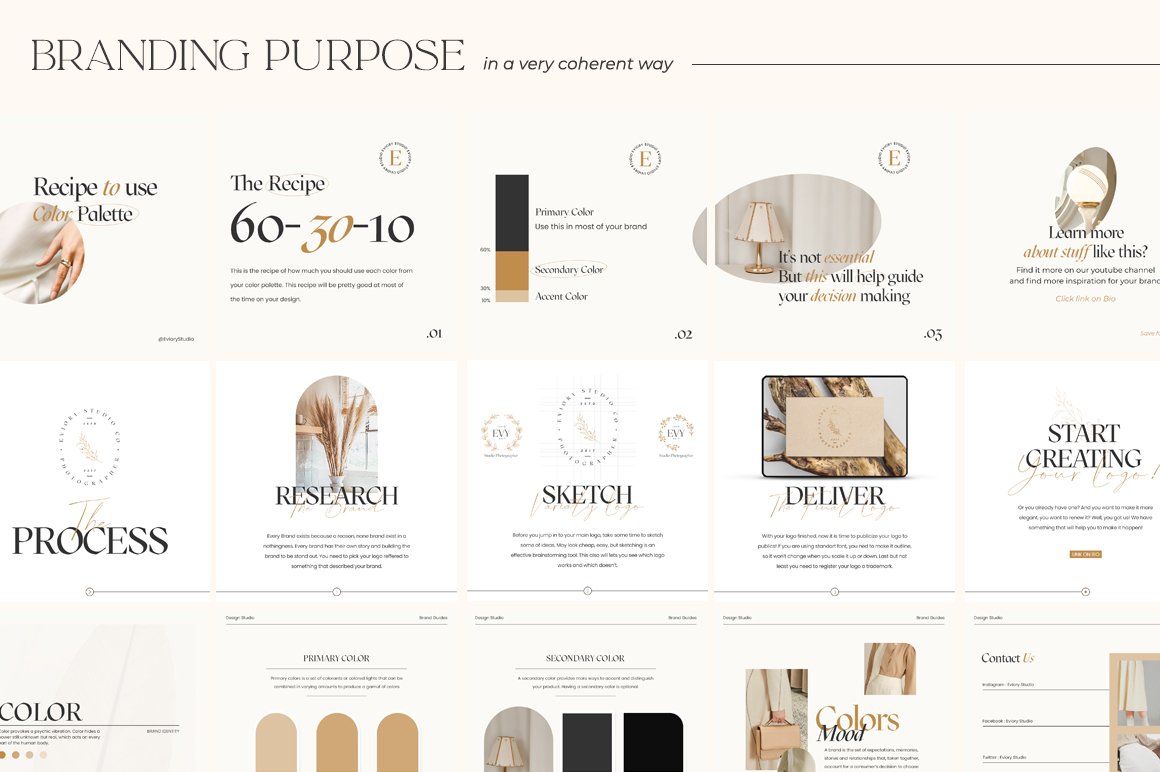 BRANDING PURPOSE in a very coherent way
Recipe to use
Color Palette
@EvioryStudio
E
The Recipe
60-30-10
This is the recipe of how much you should use each color from
your color palette. This recipe will be pretty good at most of
the time on your design.
.01
E
Primary Color
Use this in most of your brand
60%
Secondary Color
30%
Accent Color
10%
.02
E
It's not essential
But this will help guide
your decision making
.03
Learn more
about stuff like this?
Find it more on our youtube channel
and find more inspiration for your brand
Click link on Bio
EVIORY STUDIO CO
PHOTOGRAPHER
2017
The
PROCESS
RESEARCH
The Brand
Every Brand exists because a reason, none brand exist in a
nothingness. Every brand has their own story and building the
brand to be stand out. You need to pick your logo reffered to
something that described your brand.
EVY
Studio Photographer
EVIORY STUDIO CO
PHOTOGRAPHER
2017
EVY
Studio Photographer
SKETCH
Variaty Logo
Before you jump in to your main logo, take some time to sketch
some of ideas. May look cheap, easy, but sketching is an
effective brainstorming tool. This also will lets you see which logo
works and which doesn't.
DELIVER
The Final Logo
With your logo finished, now it is time to publicize your logo to
publics! If you are using standart font, you need to make it outline,
so it won't change when you scale it up or down. Last but not
least you need to register your logo a trademark.
START
CREATING
Your Logo!
Or you already have one? And you want to make it more
elegant, you want to renew it? Well, you got us! We have
something that will help you to make it happen!
LINK ON BIO
COLOR
Color provokes a psychic vibration. Color hides a
power still unknown but real, which acts on every
part of the human body.
BRAND IDENTITY
Design Studio
Brand Guides
PRIMARY COLOR
Primary colors is a set of colorants or colored lights that can be
combined in varying amounts to produce a gamut of colors
Design Studio
Brand Guides
SECONDARY COLOR
A secondary color provides more ways to accent and distinguish
your product. Having a secondary color is optional
Design Studio
Brand Guides
Colors
Mood
A brand is the set of expectations, memories,
stories and relationships that, taken together,
account for a consumer's decision to choose
Design Studio
Contact Us
Instagram : Eviory Studio
Facebook : Eviory Studio
Twitter : Eviory Studio